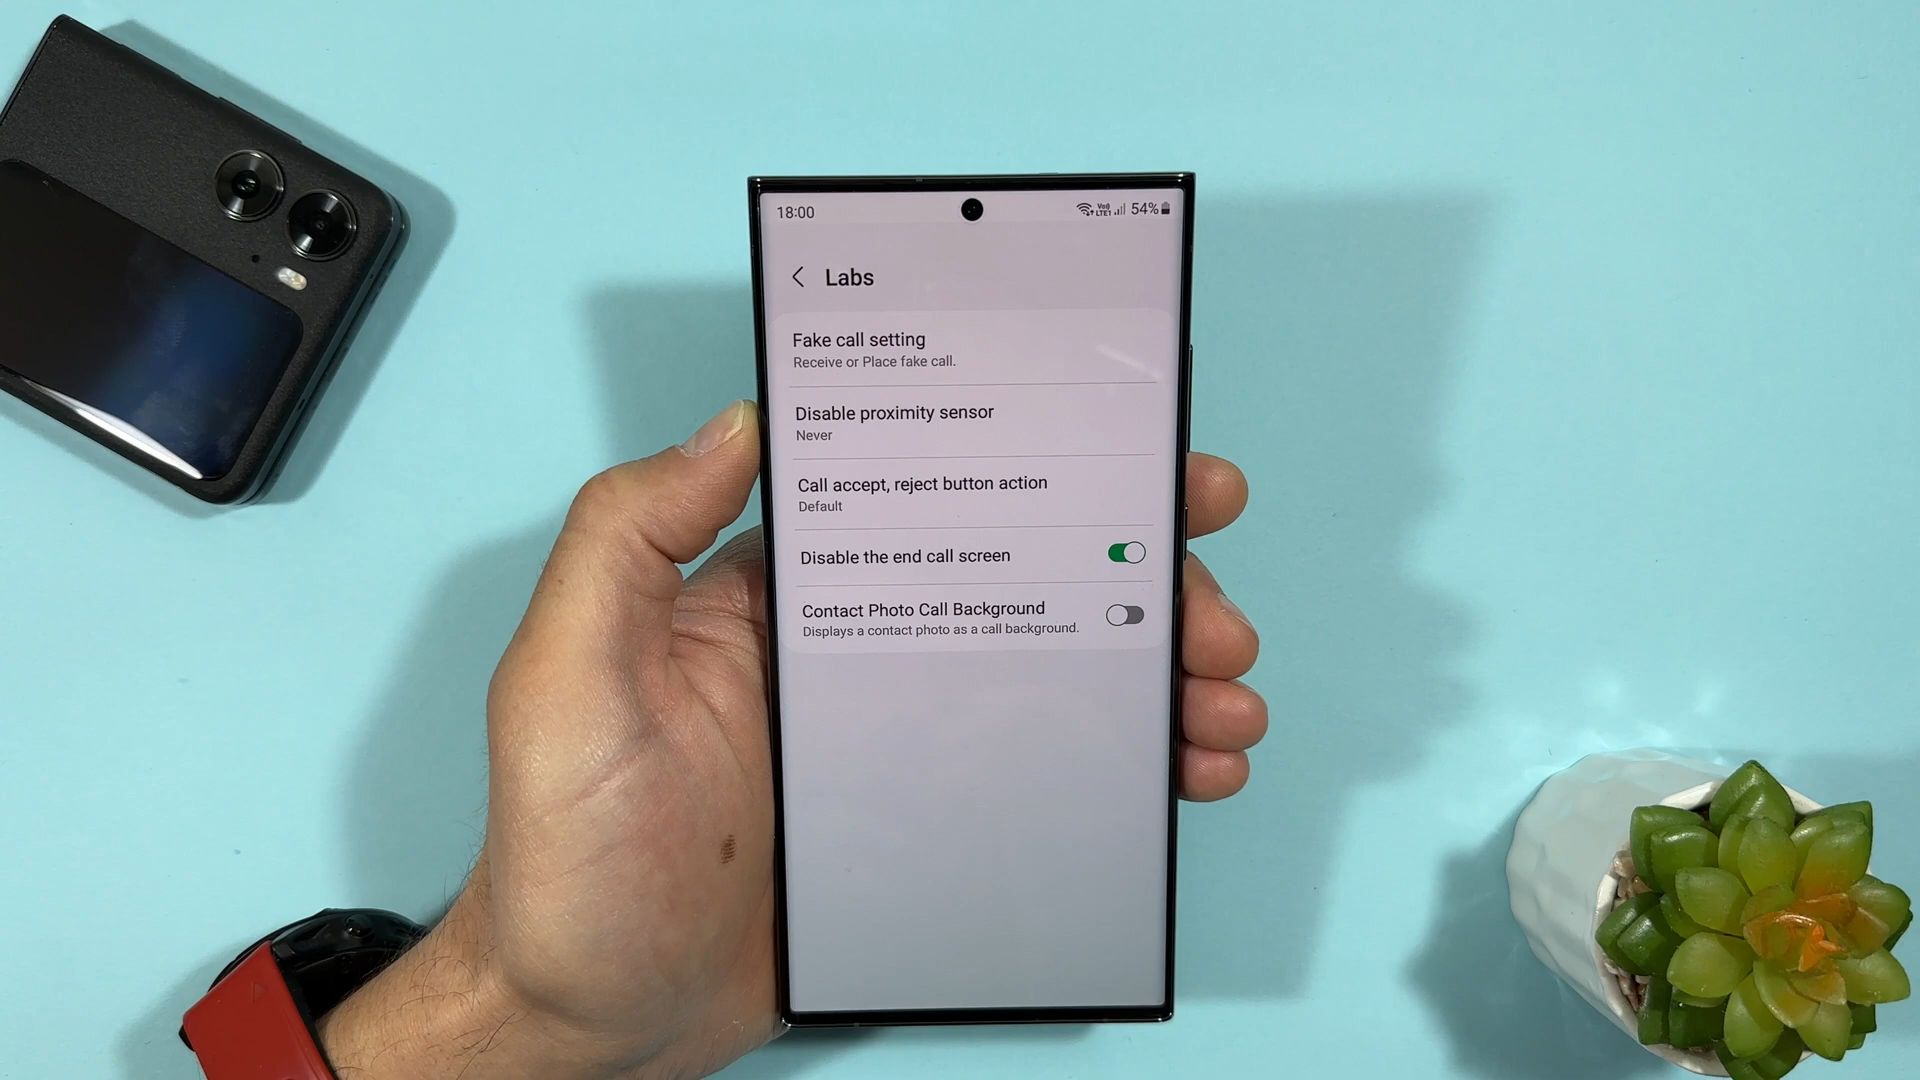 18:00
54%
Labs
Fake call setting
Receive or Place fake call.
Disable proximity sensor
Never
Call accept, reject button action
Default
Disable the end call screen
Contact Photo Call Background
Displays a contact photo as a call background.